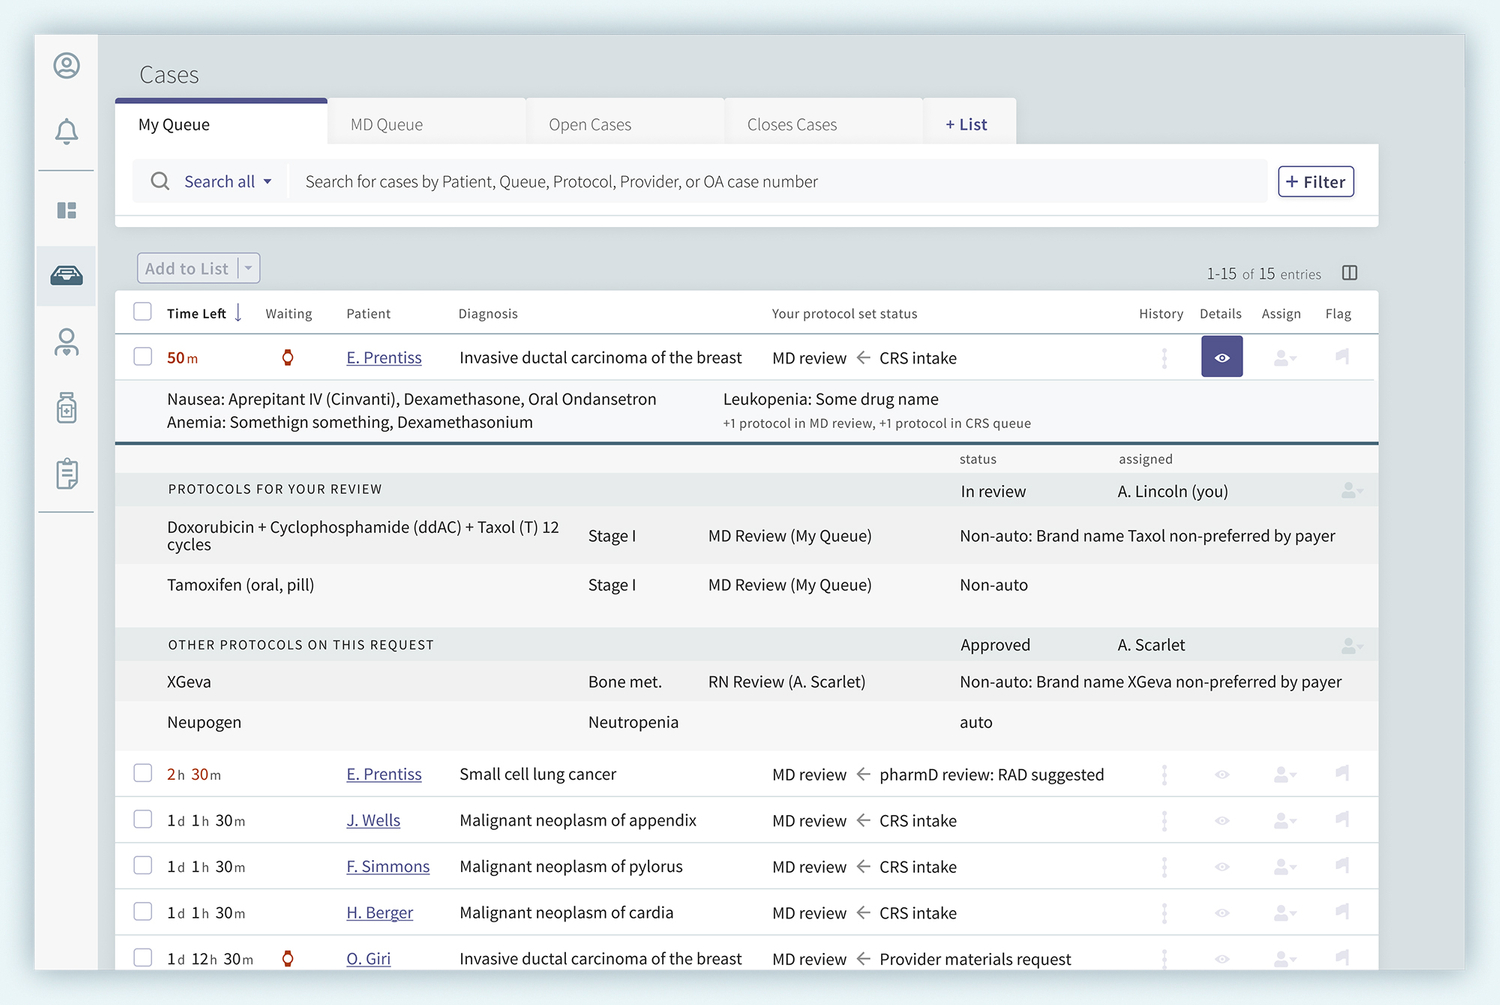 Cases
My Queue MD Queue Open Cases Closes Cases + List
Search all Search for cases by Patient, Queue, Protocol, Provider, or OA case number + Filter
Add to List 1-15 of 15 entries
Time Left Waiting Patient Diagnosis Your protocol set status History Details Assign Flag
50m E. Prentiss Invasive ductal carcinoma of the breast MD review ← CRS intake
Nausea: Aprepitant IV (Cinvanti), Dexamethasone, Oral Ondansetron Leukopenia: Some drug name
Anemia: Somethign something, Dexamethasonium +1 protocol in MD review, +1 protocol in CRS queue
status assigned
PROTOCOLS FOR YOUR REVIEW In review A. Lincoln (you)
Doxorubicin + Cyclophosphamide (ddAC) + Taxol (T) 12
cycles Stage I MD Review (My Queue) Non-auto: Brand name Taxol non-preferred by payer
Tamoxifen (oral, pill) Stage I MD Review (My Queue) Non-auto
OTHER PROTOCOLS ON THIS REQUEST Approved A. Scarlet
XGeva Bone met. RN Review (A. Scarlet) Non-auto: Brand name XGeva non-preferred by payer
Neupogen Neutropenia auto
2h 30m E. Prentiss Small cell lung cancer MD review ← pharmD review: RAD suggested
1d 1h 30m J. Wells Malignant neoplasm of appendix MD review ← CRS intake
1d 1h 30m F. Simmons Malignant neoplasm of pylorus MD review ← CRS intake
1d 1h 30m H. Berger Malignant neoplasm of cardia MD review ← CRS intake
1d 12h 30m O. Giri Invasive ductal carcinoma of the breast MD review ← Provider materials request